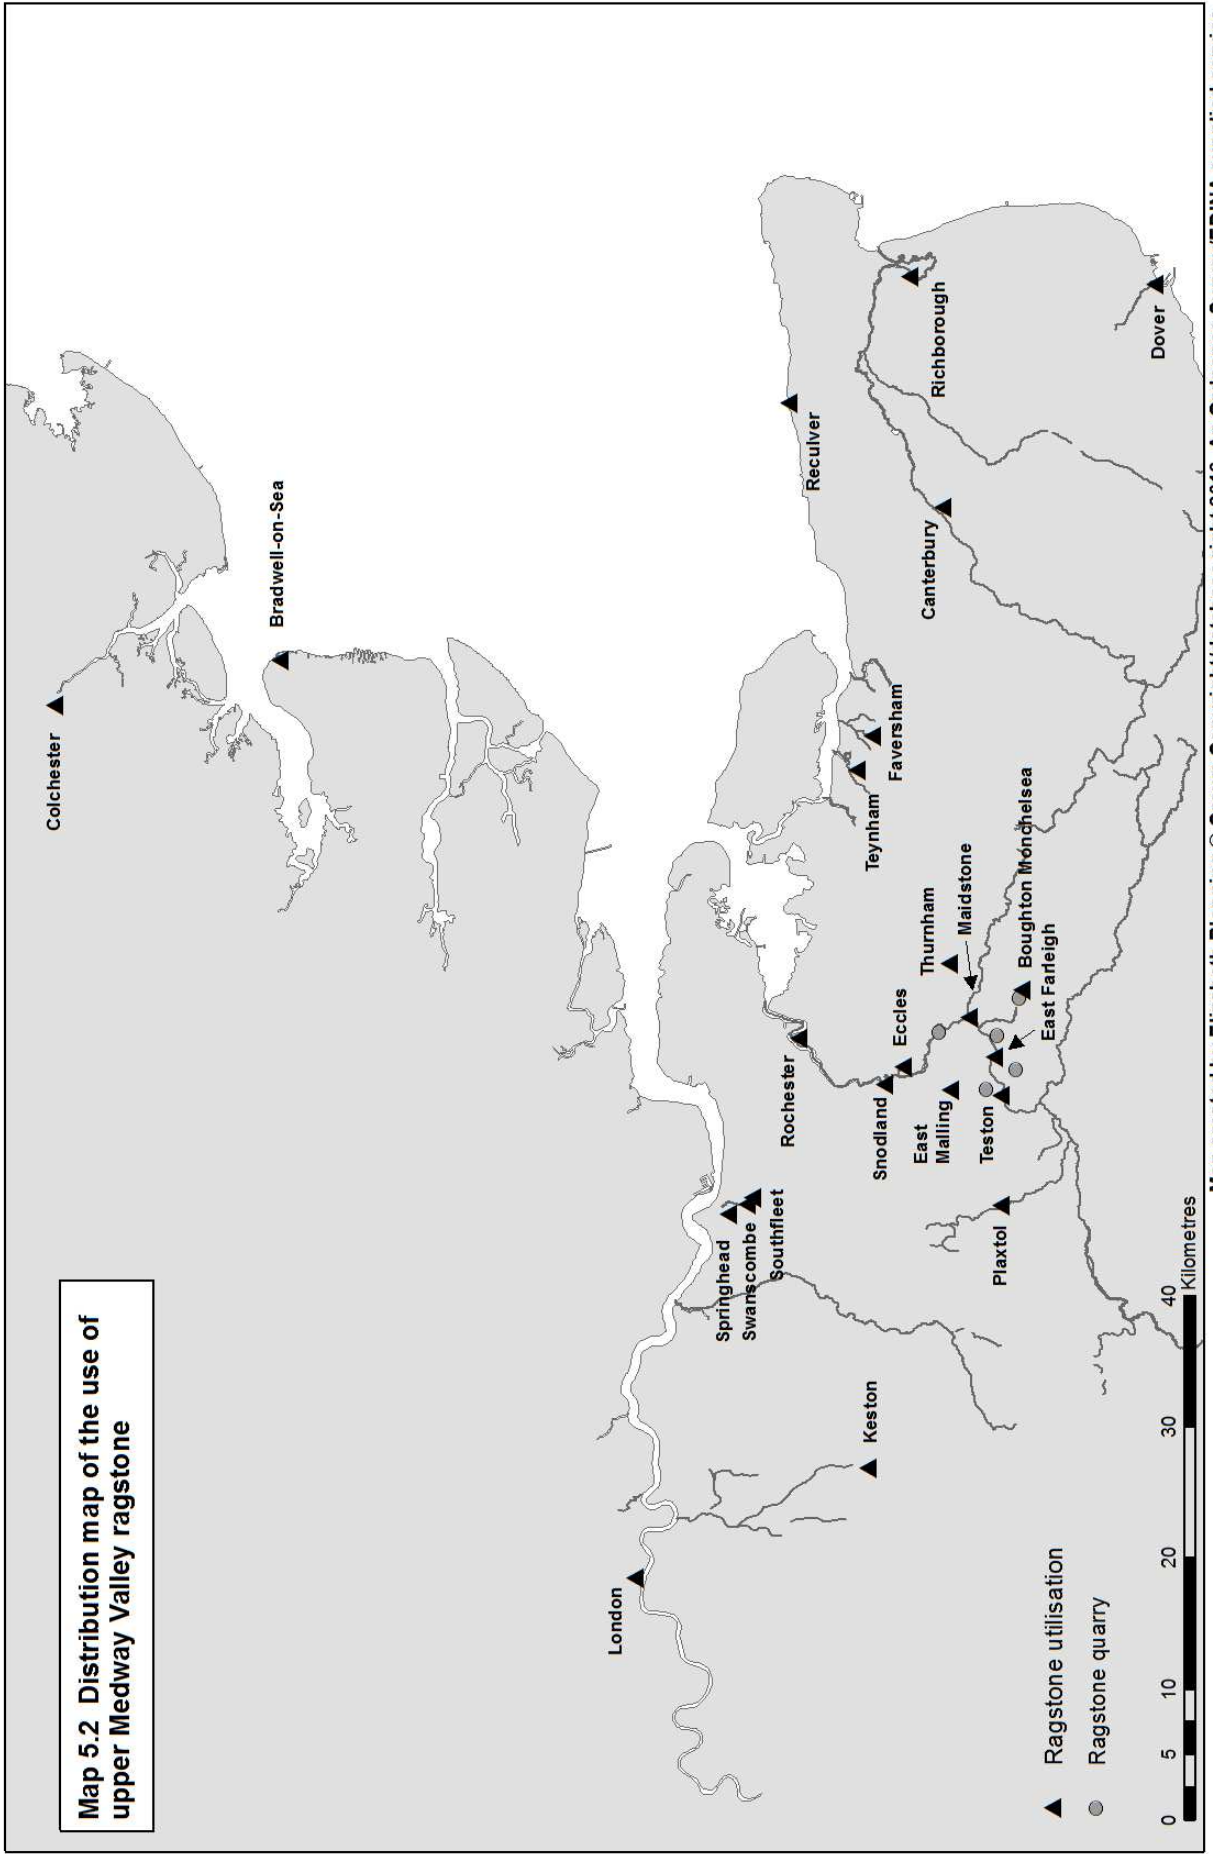 Map 5.2 Distribution map of the use of
upper Medway Valley ragstone
Colchester
Bradwell-on-Sea
London
Reculver
Richborough
Dover
Canterbury
Faversham
Teynham
Rochester
Springhead
Swanscombe
Southfleet
Keston
Snodland
Eccles
Thurnham
Maidstone
East
Malling
Teston
Boughton Monchelsea
East Farleigh
Plaxtol
Ragstone utilisation
Ragstone quarry
0 5 10 20 30 40
Kilometres